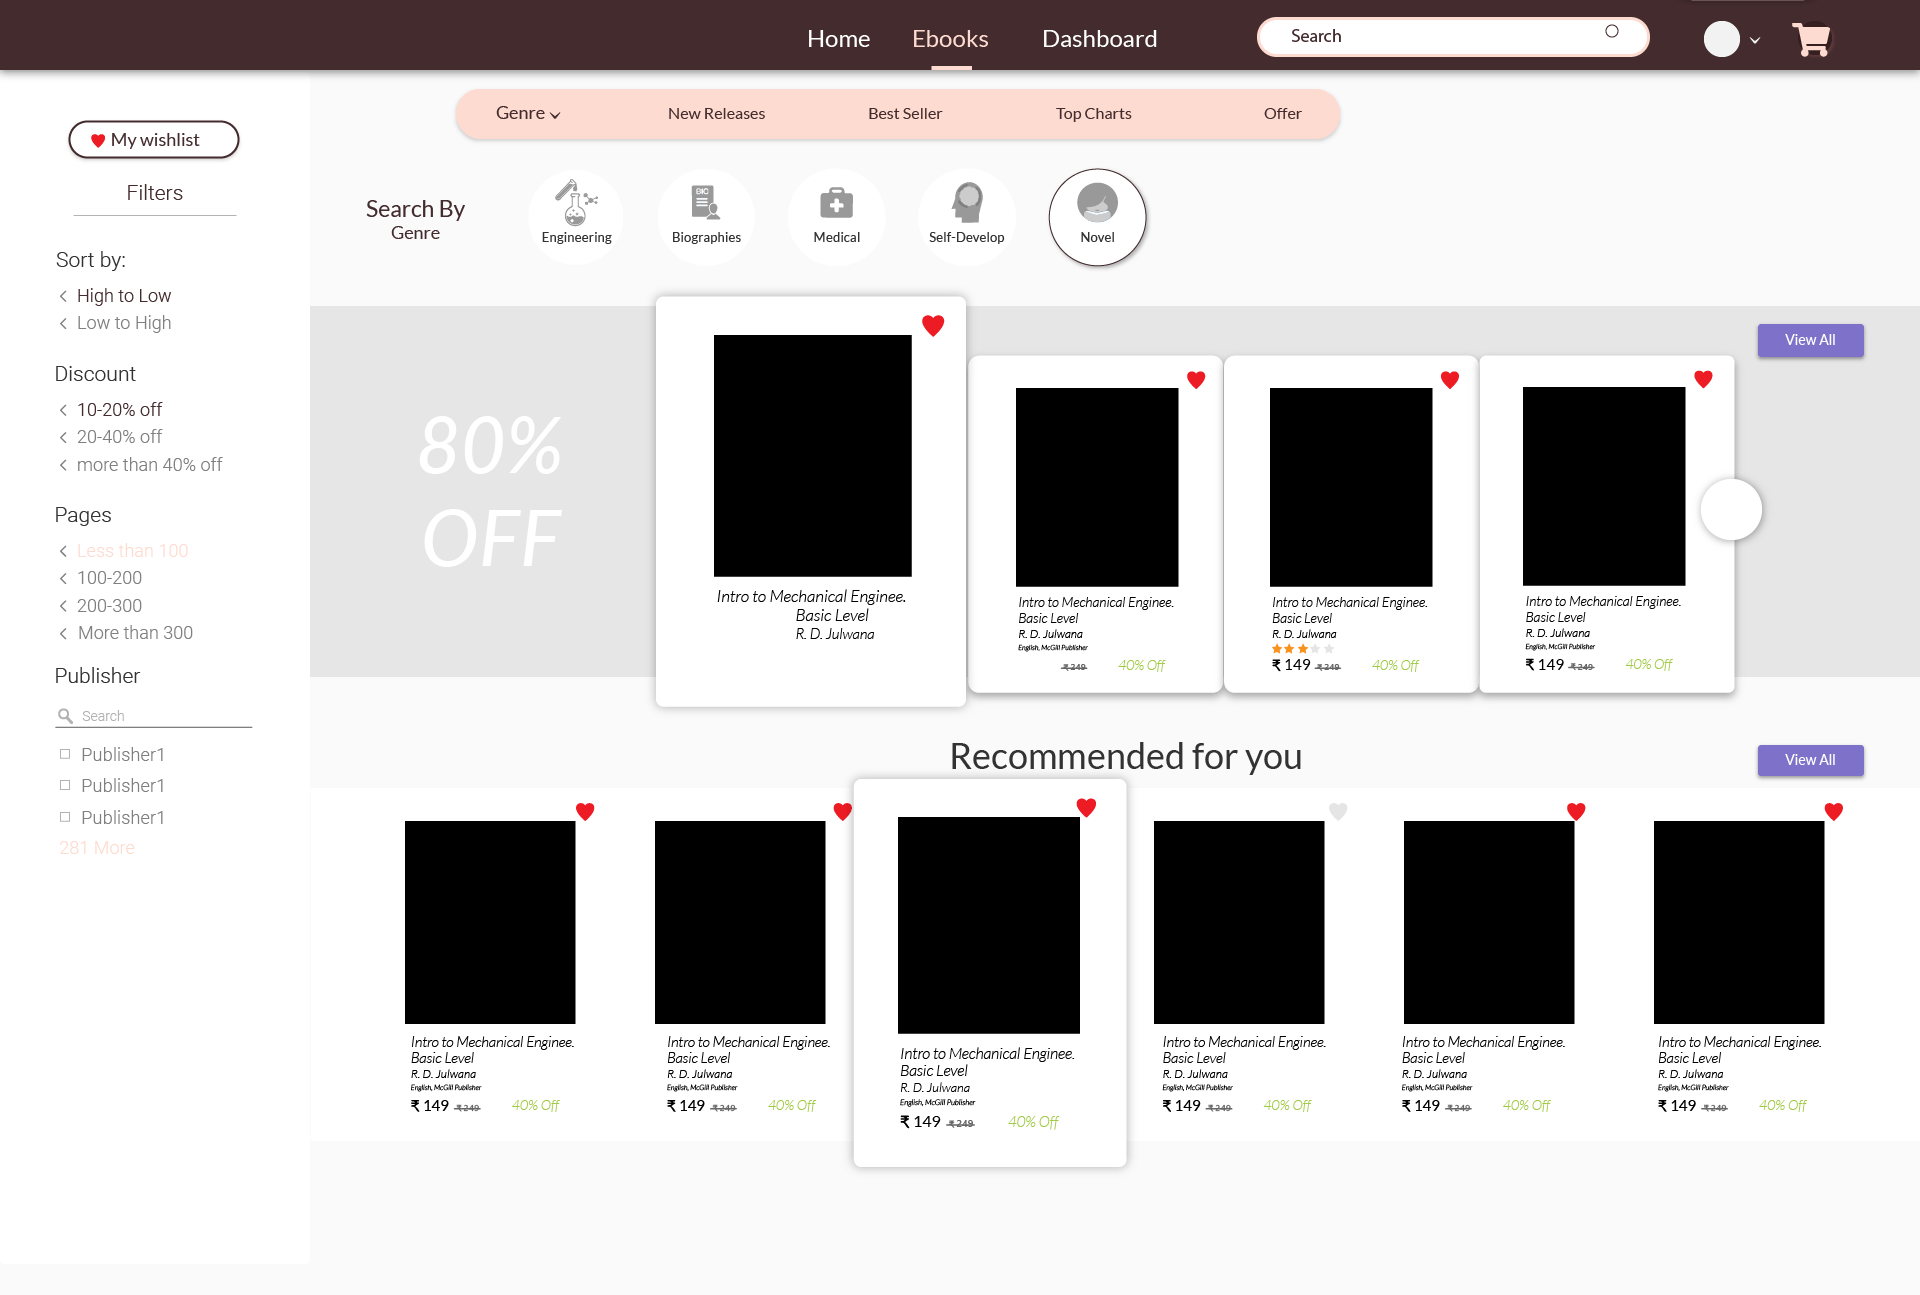 Home
Ebooks
Dashboard
Search
My wishlist
Filters
Sort by:
High to Low
Low to High
Discount
10-20% off
20-40% off
more than 40% off
Pages
Less than 100
100-200
200-300
More than 300
Publisher
Search
Publisher1
Publisher1
Publisher1
281 More
Genre
New Releases
Best Seller
Top Charts
Offer
Search By
Genre
Engineering
BIC
Biographies
Medical
Self-Develop
Novel
80%
OFF
View All
Intro to Mechanical Enginee.
Basic Level
R. D. Julwana
Intro to Mechanical Enginee.
Basic Level
R. D. Julwana
English, McGill Publisher
₹ 249 40% Off
Intro to Mechanical Enginee.
Basic Level
R. D. Julwana
₹ 149 ₹ 249 40% Off
Intro to Mechanical Enginee.
Basic Level
R. D. Julwana
English, McGill Publisher
₹ 149 ₹ 249 40% Off
Recommended for you
View All
Intro to Mechanical Enginee.
Basic Level
R. D. Julwana
English, McGill Publisher
₹ 149 ₹ 249 40% Off
Intro to Mechanical Enginee.
Basic Level
R. D. Julwana
English, McGill Publisher
₹ 149 ₹ 249 40% Off
Intro to Mechanical Enginee.
Basic Level
R. D. Julwana
English, McGill Publisher
₹ 149 ₹ 249 40% Off
Intro to Mechanical Enginee.
Basic Level
R. D. Julwana
English, McGill Publisher
₹ 149 ₹ 249 40% Off
Intro to Mechanical Enginee.
Basic Level
R. D. Julwana
English, McGill Publisher
₹ 149 ₹ 249 40% Off
Intro to Mechanical Enginee.
Basic Level
R. D. Julwana
English, McGill Publisher
₹ 149 ₹ 249 40% Off